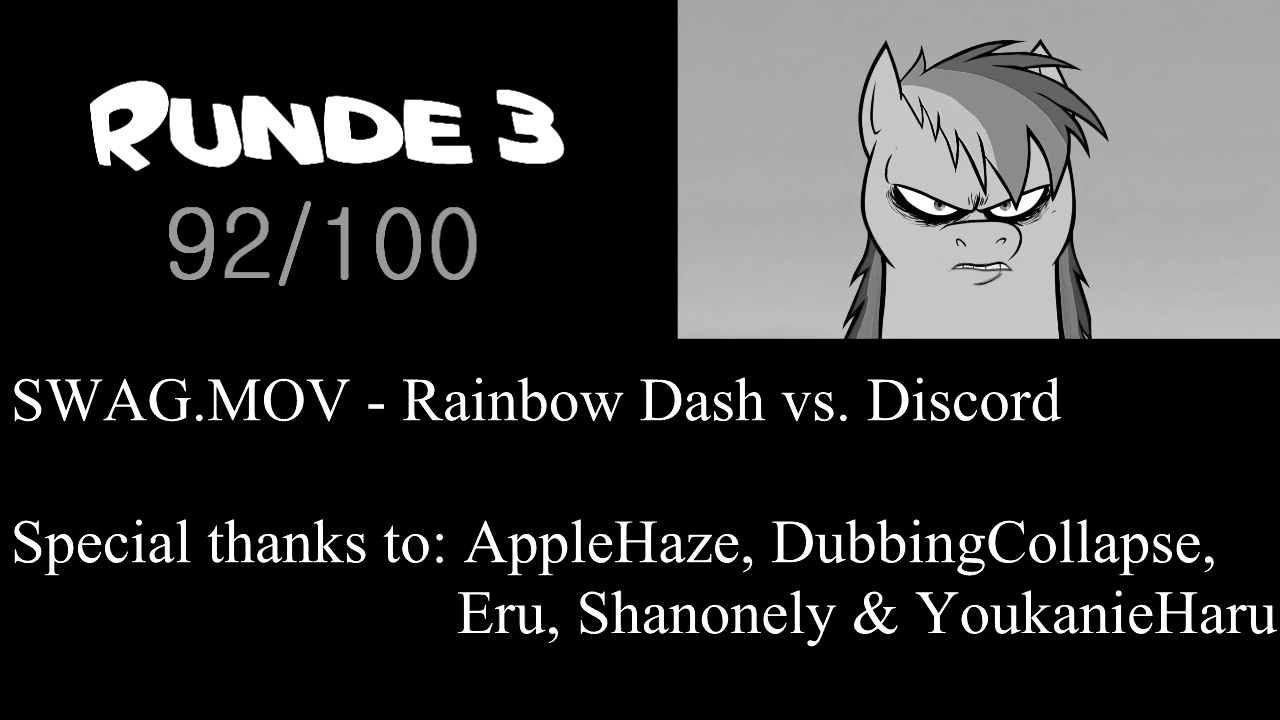 RUNDE 3
92/100
SWAG.MOV - Rainbow Dash vs. Discord
Special thanks to: AppleHaze, DubbingCollapse,
Eru, Shanonely & YoukanieHaru